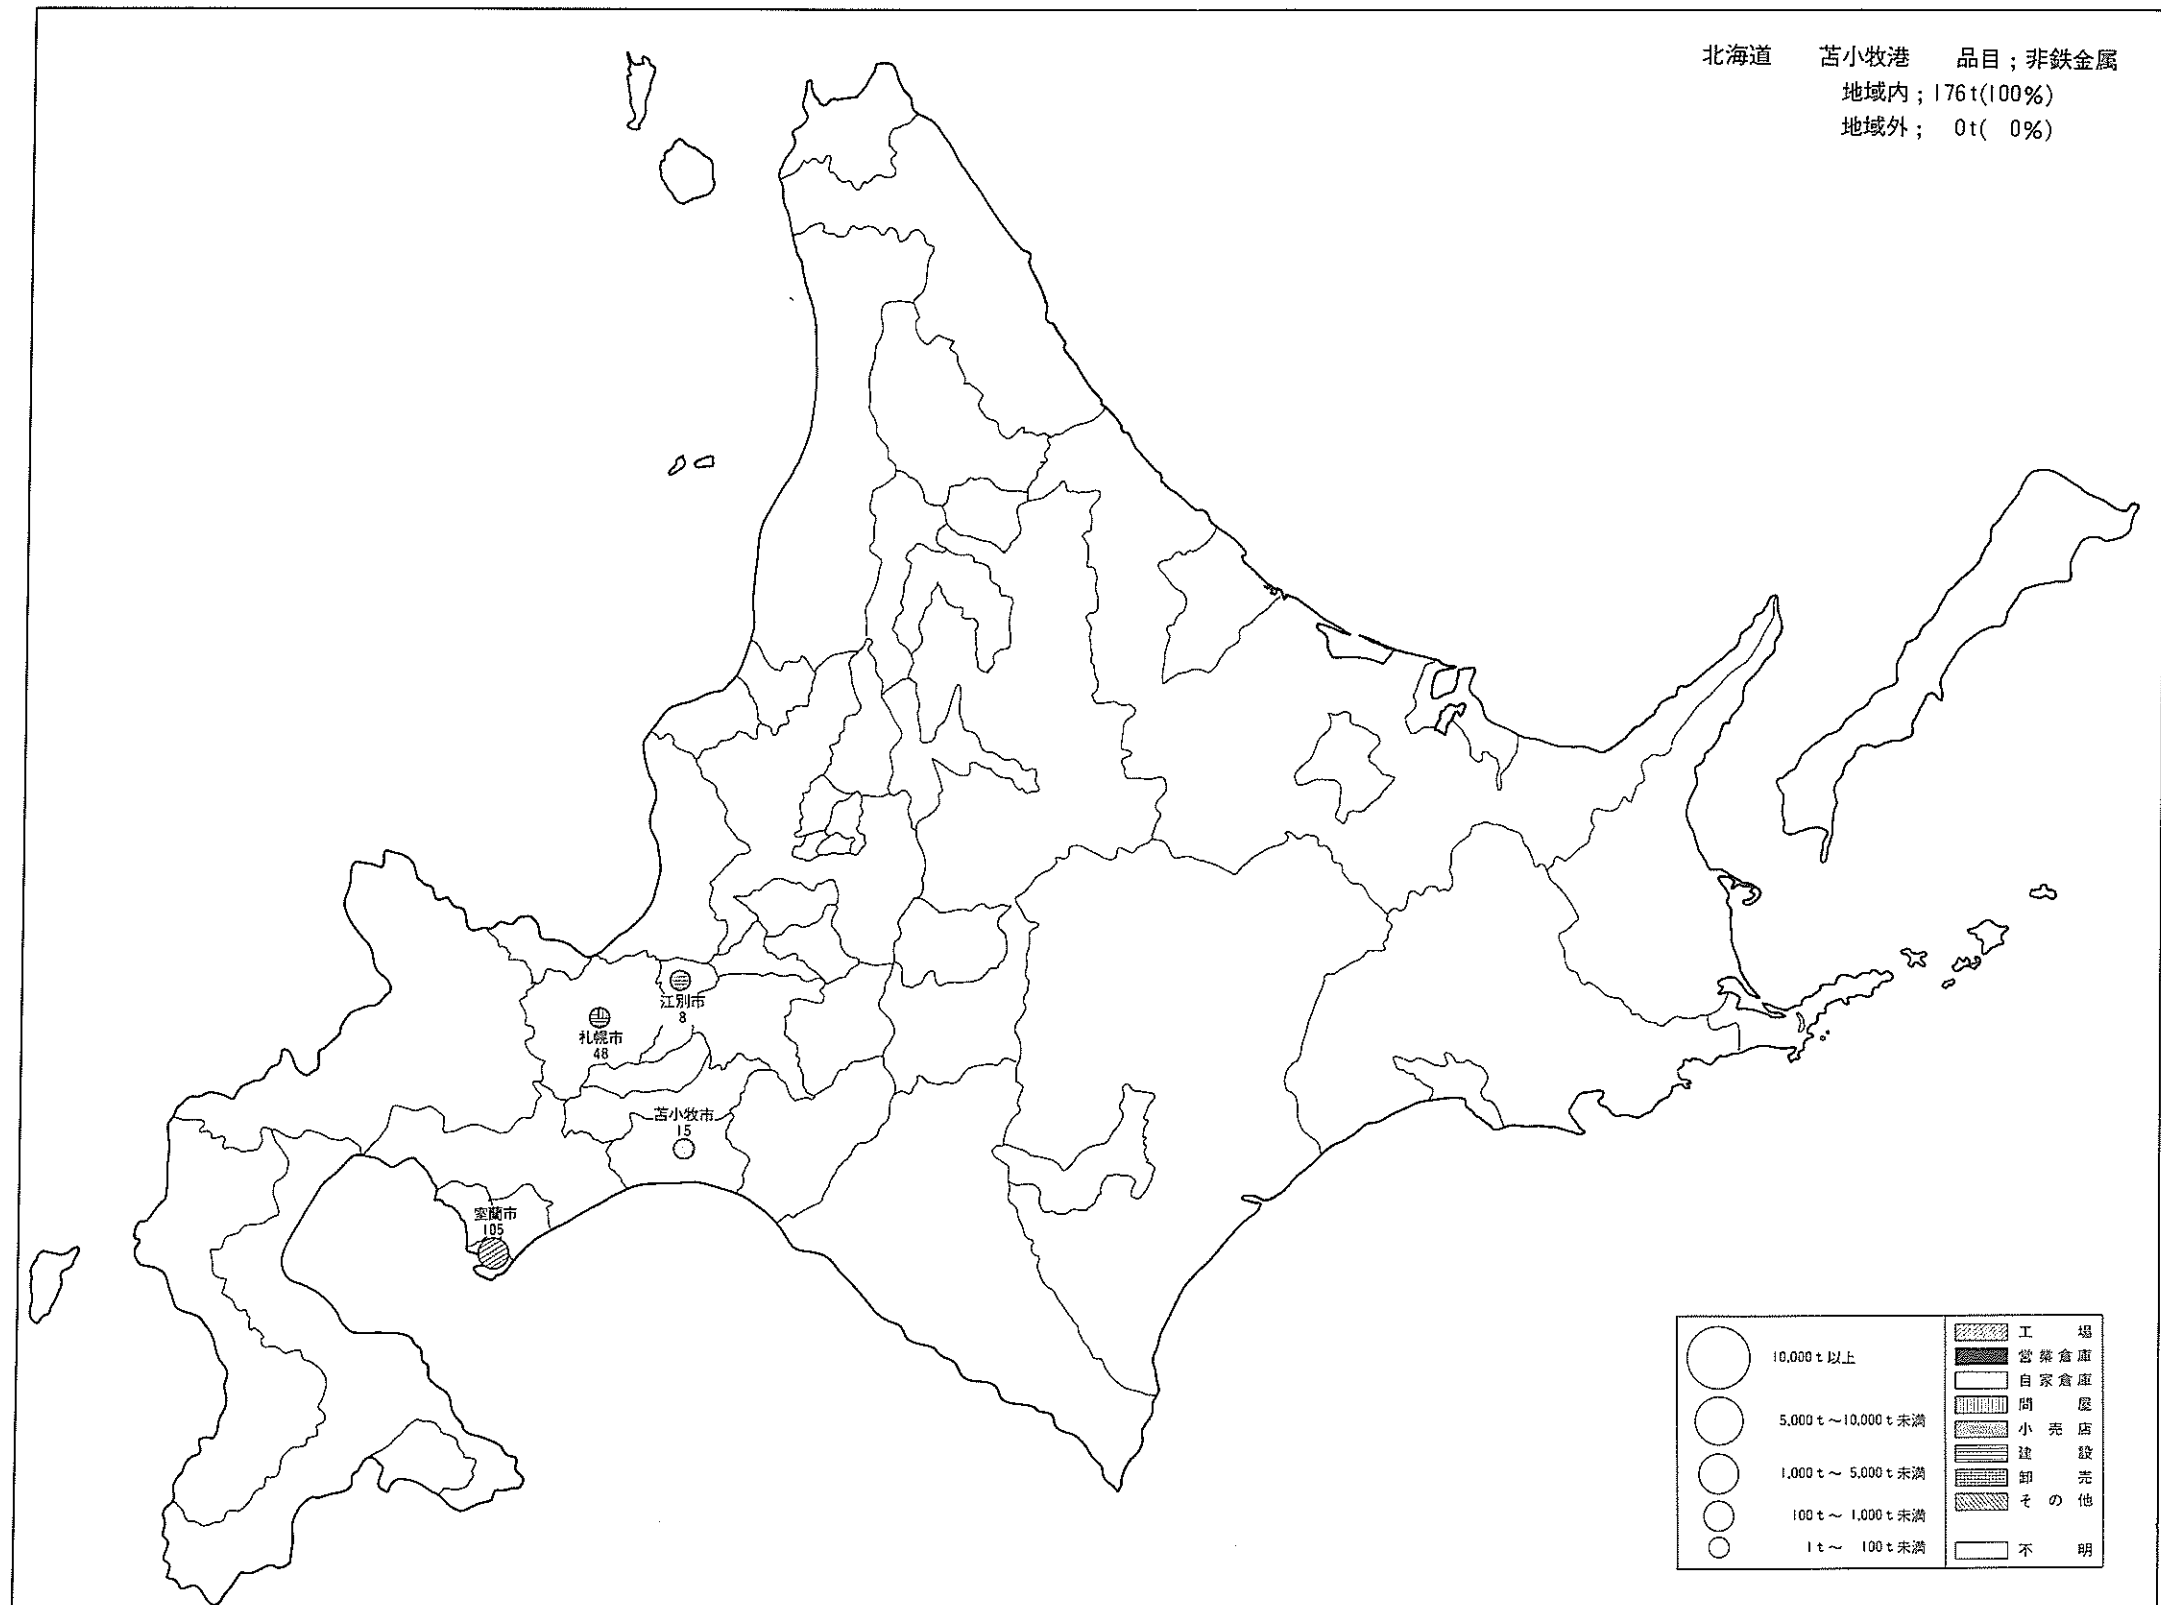 北海道 苫小牧港 品目;非鉄金属
地域内;176t(100%)
地域外; 0t( 0%)
江別市
8
札幌市
48
苫小牧市
15
室蘭市
105
10,000t以上
5,000t~10,000t未満
1,000t~ 5,000t未満
100t~ 1,000t未満
1t~ 100t未満
工 場
営業倉庫
自家倉庫
問 屋
小売店
建 設
卸 売
その他
不 明